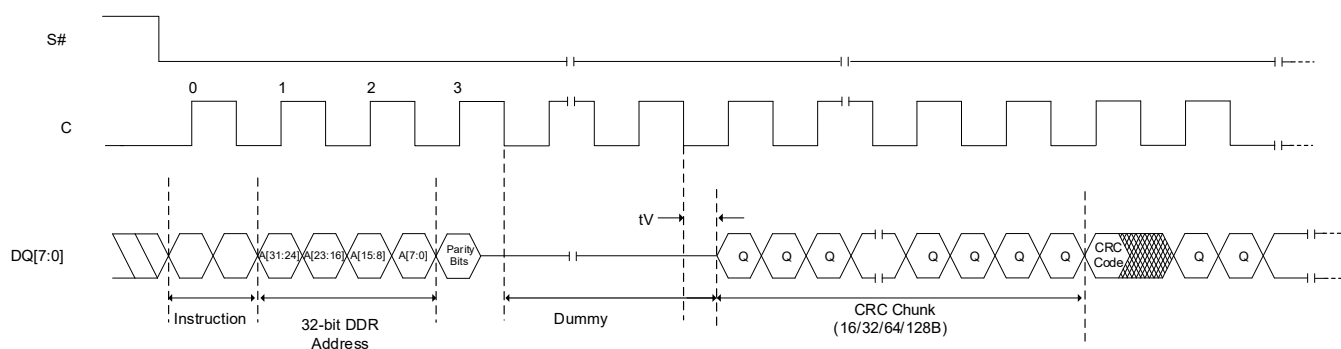 S#
0 1 2 3
C
tV
DQ[7:0]
A[31:24] A[23:16] A[15:8] A[7:0] Parity Bits Q Q Q Q Q Q Q CRC Code Q Q
Instruction
32-bit DDR
Address
Dummy
CRC Chunk
(16/32/64/128B)